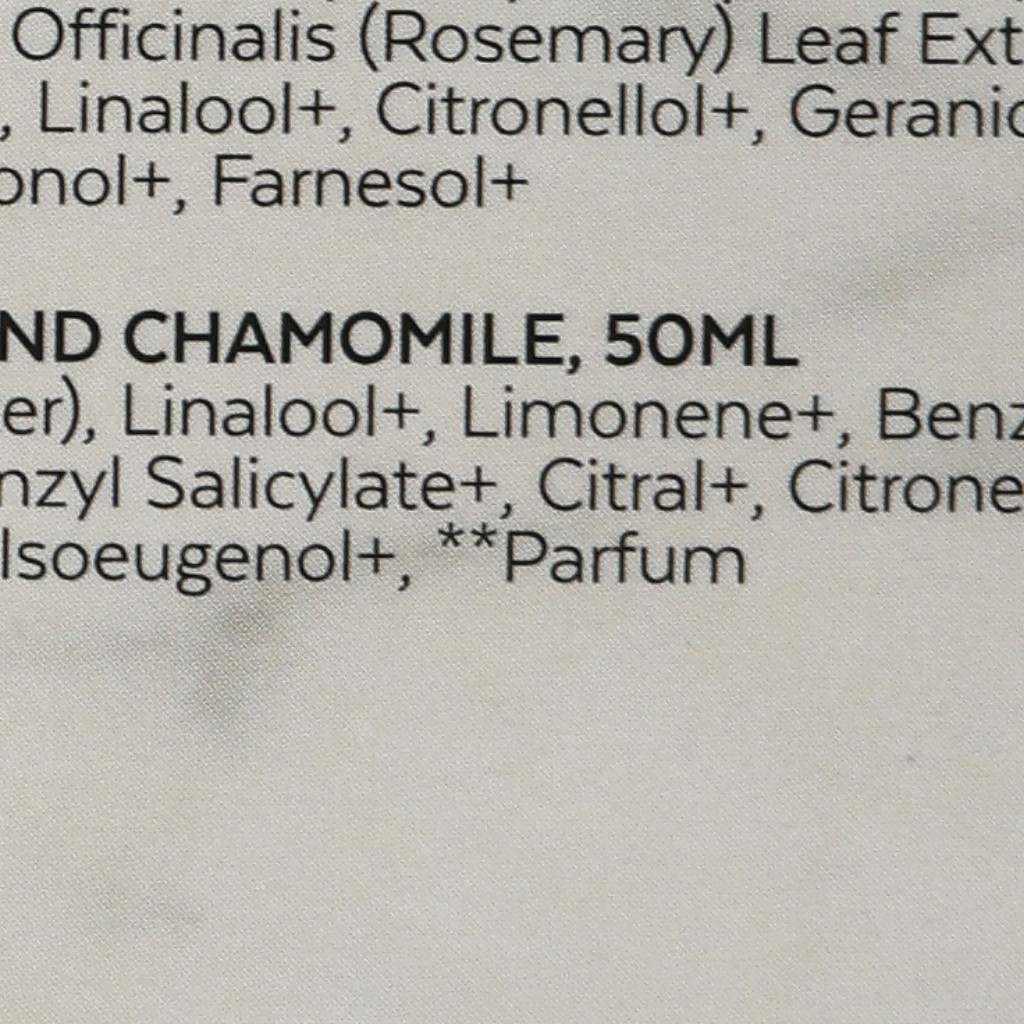 Officinalis (Rosemary) Leaf Ext
, Linalool+, Citronellol+, Geranio
onol+, Farnesol+
ND CHAMOMILE, 50ML
er), Linalool+, Limonene+, Benz
nzyl Salicylate+, Citral+, Citrone
Isoeugenol+, **Parfum